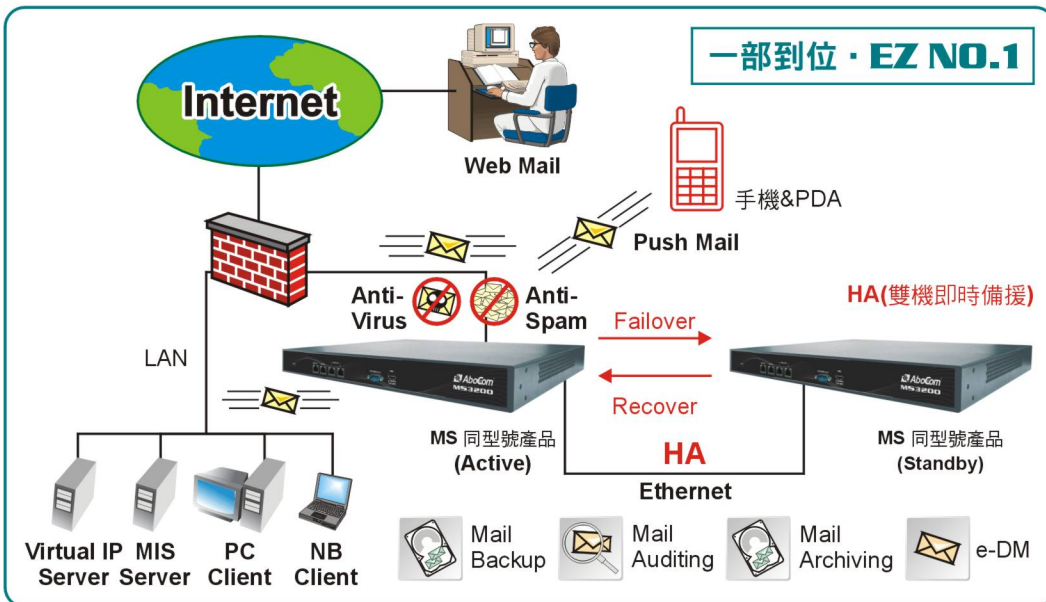 一部到位・EZ NO.1
Internet
Web Mail
手機&PDA
Push Mail
Anti-
Virus
Anti-
Spam
HA(雙機即時備援)
Failover
Recover
LAN
AboCom
MS3200
AboCom
MS3200
MS 同型號產品
(Active)
HA
Ethernet
MS 同型號產品
(Standby)
Virtual IP
Server
MIS
Server
PC
Client
NB
Client
Mail
Backup
Mail
Auditing
Mail
Archiving
e-DM